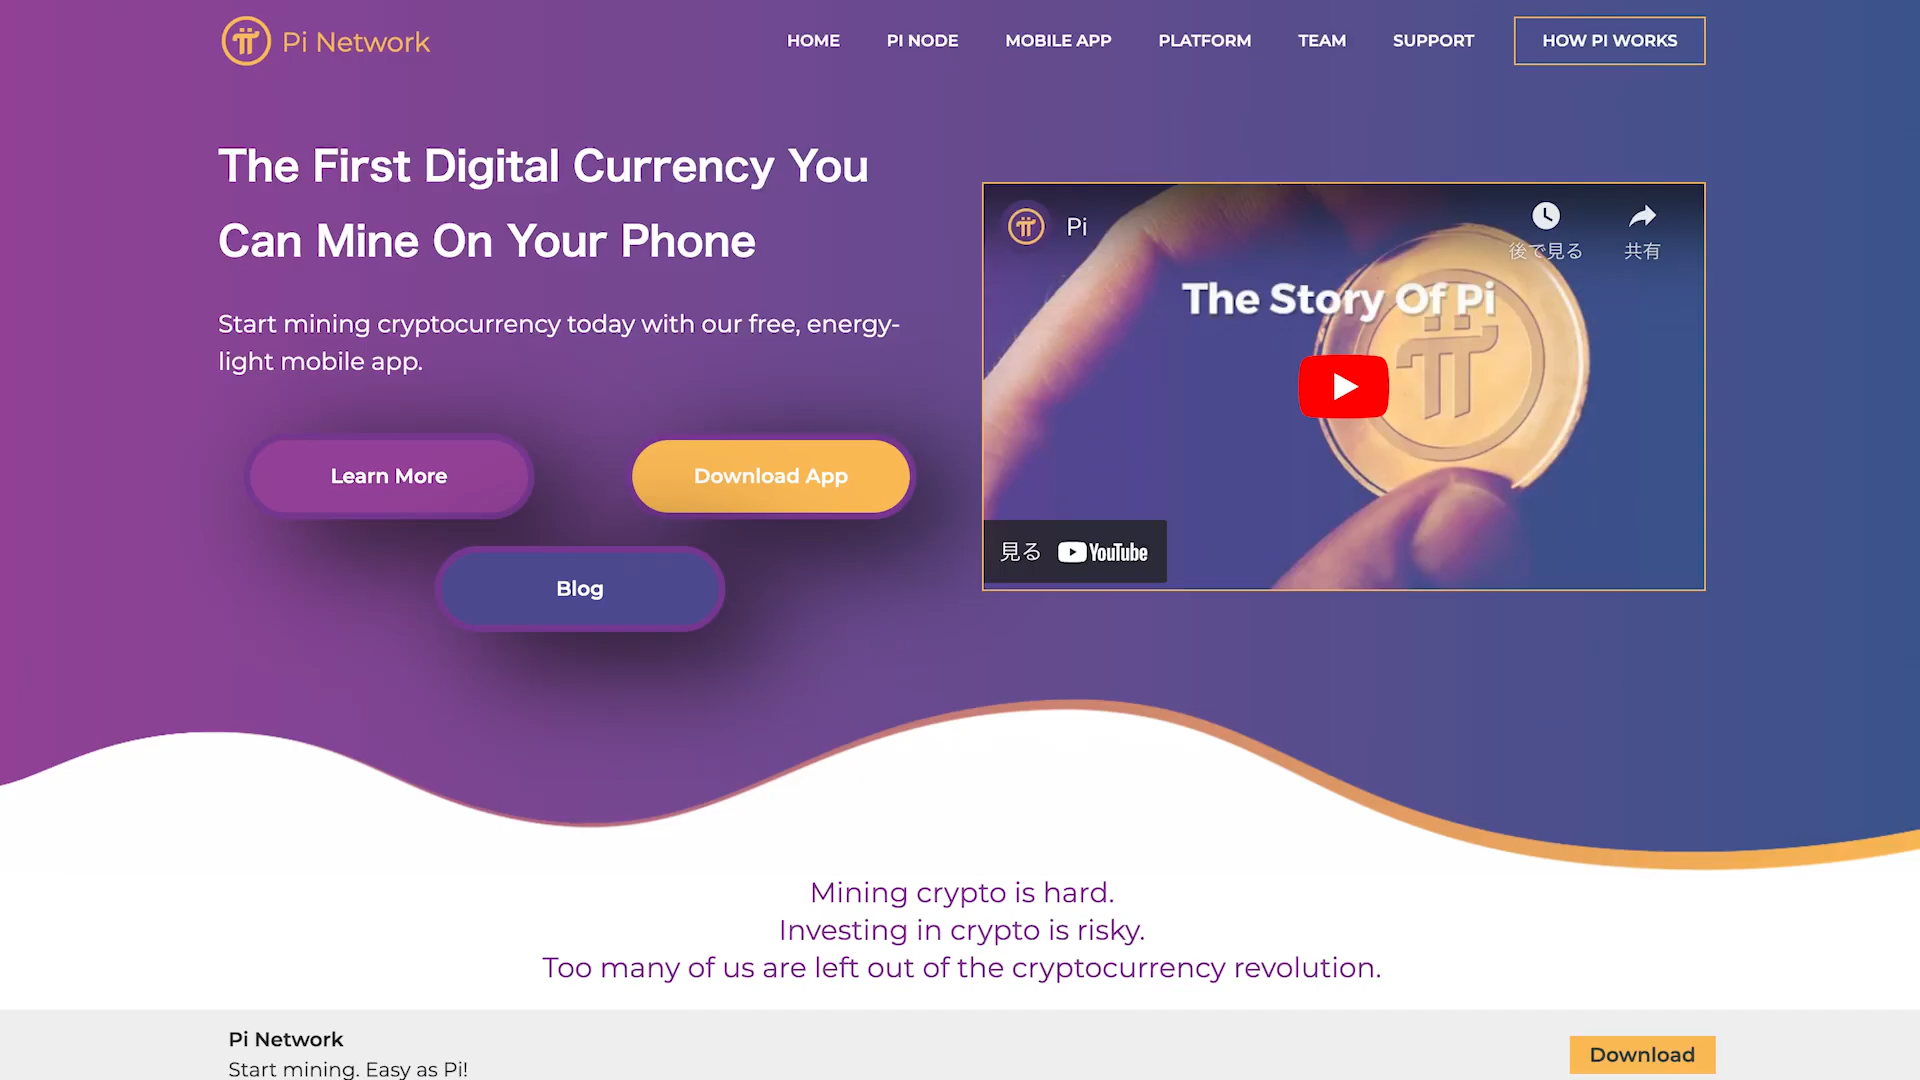 Pi Network
HOME PI NODE MOBILE APP PLATFORM TEAM SUPPORT HOW PI WORKS
The First Digital Currency You
Can Mine On Your Phone
Start mining cryptocurrency today with our free, energy-
light mobile app.
Learn More
Download App
Blog
Pi
後で見る
共有
The Story Of Pi
見る YouTube
Mining crypto is hard.
Investing in crypto is risky.
Too many of us are left out of the cryptocurrency revolution.
Pi Network
Start mining. Easy as Pi!
Download